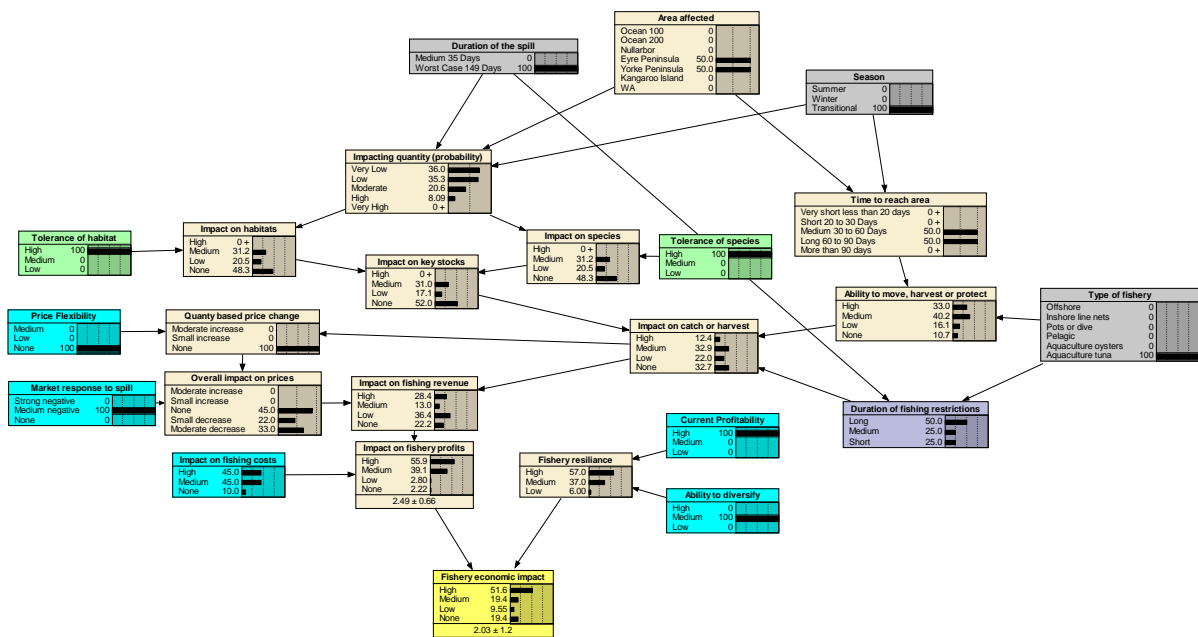 Area affected
Ocean 100 0
Ocean 200 0
Nullarbor 0
Eyre Peninsula 50.0
Yorke Peninsula 50.0
Kangaroo Island 0
WA 0
Duration of the spill
Medium 35 Days 0
Worst Case 149 Days 100
Season
Summer 0
Winter 0
Transitional 100
Impacting quantity (probability)
Very Low 36.0
Low 35.3
Moderate 20.6
High 8.09
Very High 0 +
Time to reach area
Very short less than 20 days 0 +
Short 20 to 30 Days 0 +
Medium 30 to 60 Days 50.0
Long 60 to 90 Days 50.0
More than 90 days 0 +
Tolerance of habitat
High 100
Medium 0
Low 0
Impact on habitats
High 0 +
Medium 31.2
Low 20.5
None 48.3
Impact on species
High 0 +
Medium 31.2
Low 20.5
None 48.3
Tolerance of species
High 100
Medium 0
Low 0
Impact on key stocks
High 0 +
Medium 31.0
Low 17.1
None 52.0
Ability to move, harvest or protect
High 33.0
Medium 40.2
Low 16.1
None 10.7
Type of fishery
Offshore 0
Inshore line nets 0
Pots or dive 0
Pelagic 0
Aquaculture oysters 0
Aquaculture tuna 100
Price Flexibility
Medium 0
Low 0
None 100
Quanty based price change
Moderate increase 0
Small increase 0
None 100
Impact on catch or harvest
High 12.4
Medium 32.9
Low 22.0
None 32.7
Market response to spill
Strong negative 0
Medium negative 100
None 0
Overall impact on prices
Moderate increase 0
Small increase 0
None 45.0
Small decrease 22.0
Moderate decrease 33.0
Impact on fishing revenue
High 28.4
Medium 13.0
Low 36.4
None 22.2
Current Profitability
High 100
Medium 0
Low 0
Duration of fishing restrictions
Long 50.0
Medium 25.0
Short 25.0
Impact on fishing costs
High 45.0
Medium 45.0
None 10.0
Impact on fishery profits
High 55.9
Medium 39.1
Low 2.80
None 2.22
2.49 ± 0.66
Fishery resiliance
High 57.0
Medium 37.0
Low 6.00
Ability to diversify
High 0
Medium 100
Low 0
Fishery economic impact
High 51.6
Medium 19.4
Low 9.55
None 19.4
2.03 ± 1.2